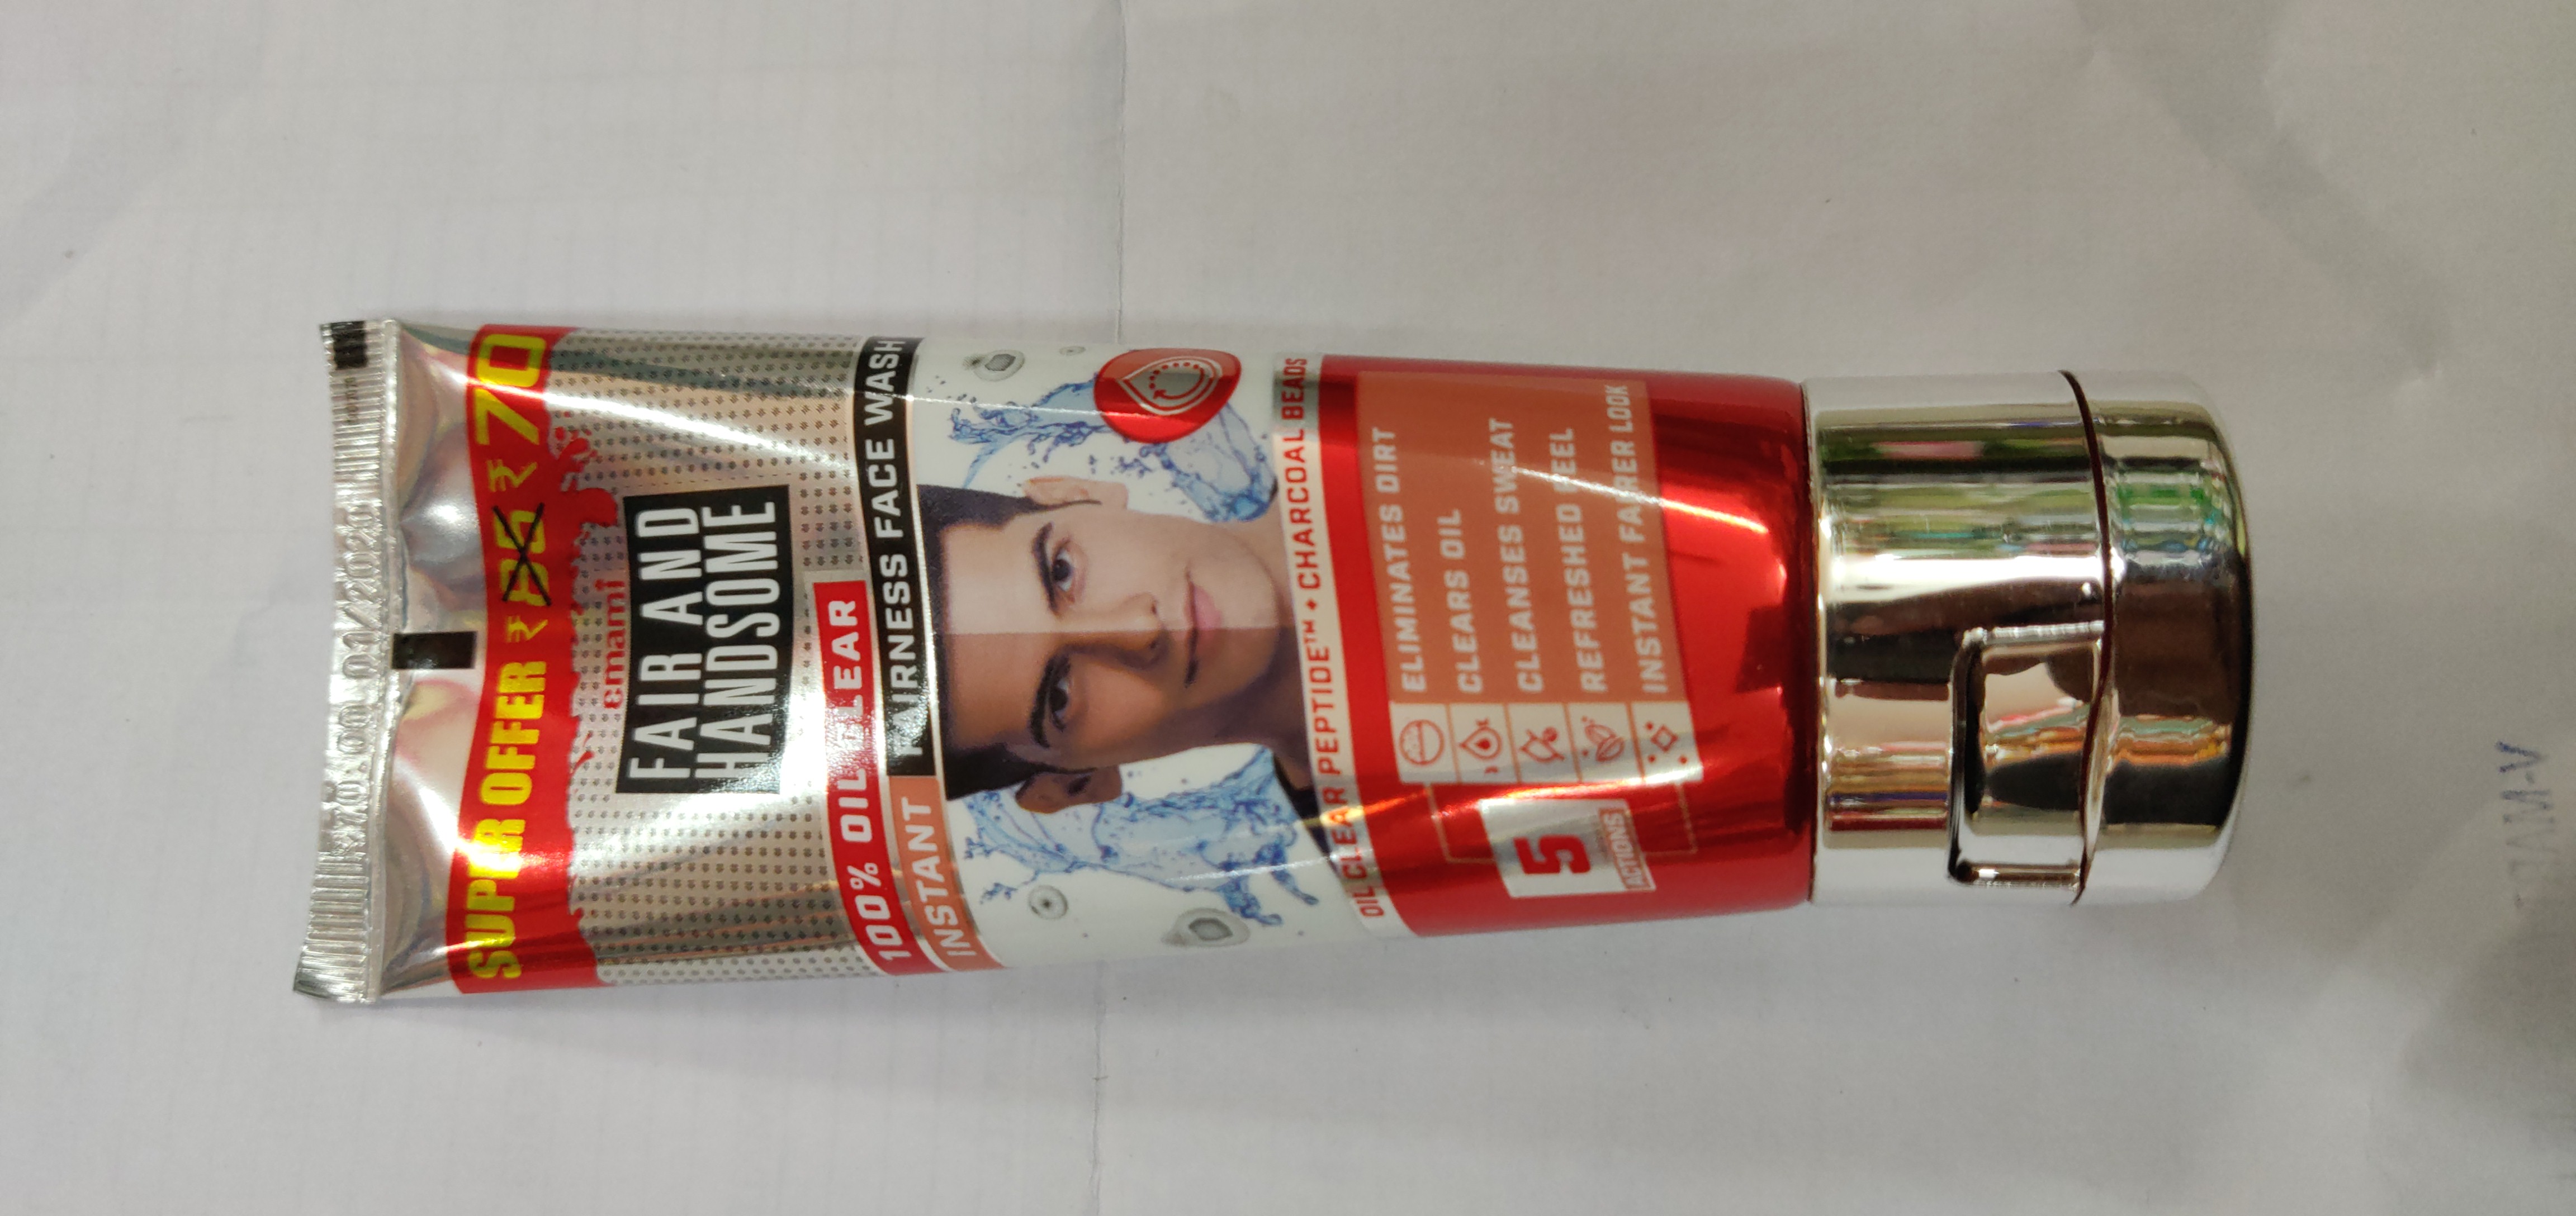 ₹70.00 01/2020
SUPER OFFER ₹85 ₹70
emami
FAIR AND
HANDSOME
100% OIL CLEAR
INSTANT FAIRNESS FACE WASH
OIL CLEAR PEPTIDE™ + CHARCOAL BEADS
ELIMINATES DIRT
CLEARS OIL
CLEANSES SWEAT
REFRESHED FEEL
INSTANT FAIRER LOOK
5
ACTIONS